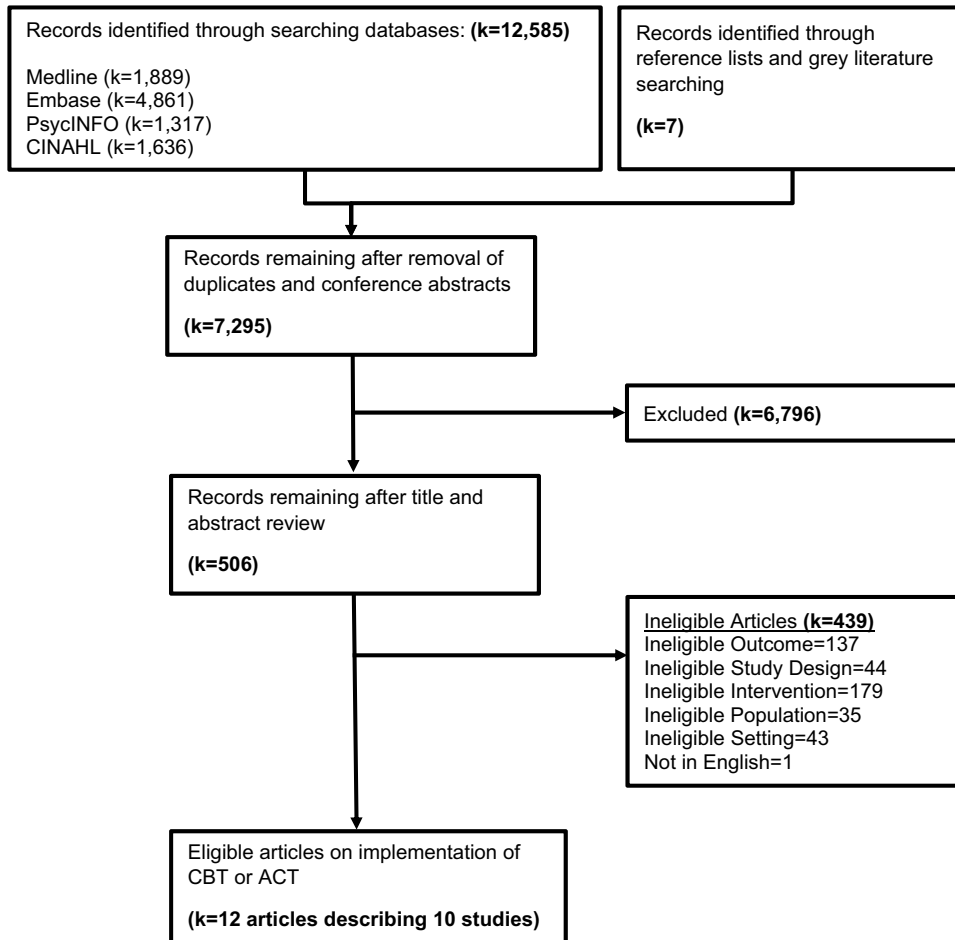 Records identified through searching databases: (k=12,585)
Medline (k=1,889)
Embase (k=4,861)
PsycINFO (k=1,317)
CINAHL (k=1,636)
Records identified through
reference lists and grey literature
searching
(k=7)
Records remaining after removal of
duplicates and conference abstracts
(k=7,295)
Excluded (k=6,796)
Records remaining after title and
abstract review
(k=506)
Ineligible Articles (k=439)
Ineligible Outcome=137
Ineligible Study Design=44
Ineligible Intervention=179
Ineligible Population=35
Ineligible Setting=43
Not in English=1
Eligible articles on implementation of
CBT or ACT
(k=12 articles describing 10 studies)